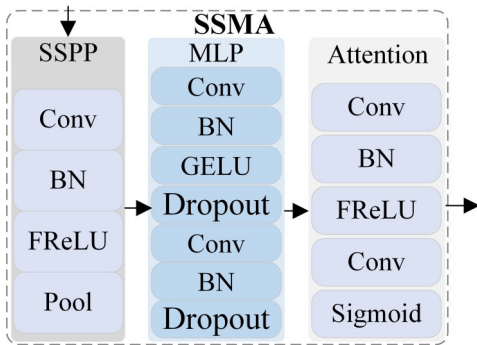 SSMA
SSPP
Conv
BN
FReLU
Pool
MLP
Conv
BN
GELU
Dropout
Conv
BN
Dropout
Attention
Conv
BN
FReLU
Conv
Sigmoid